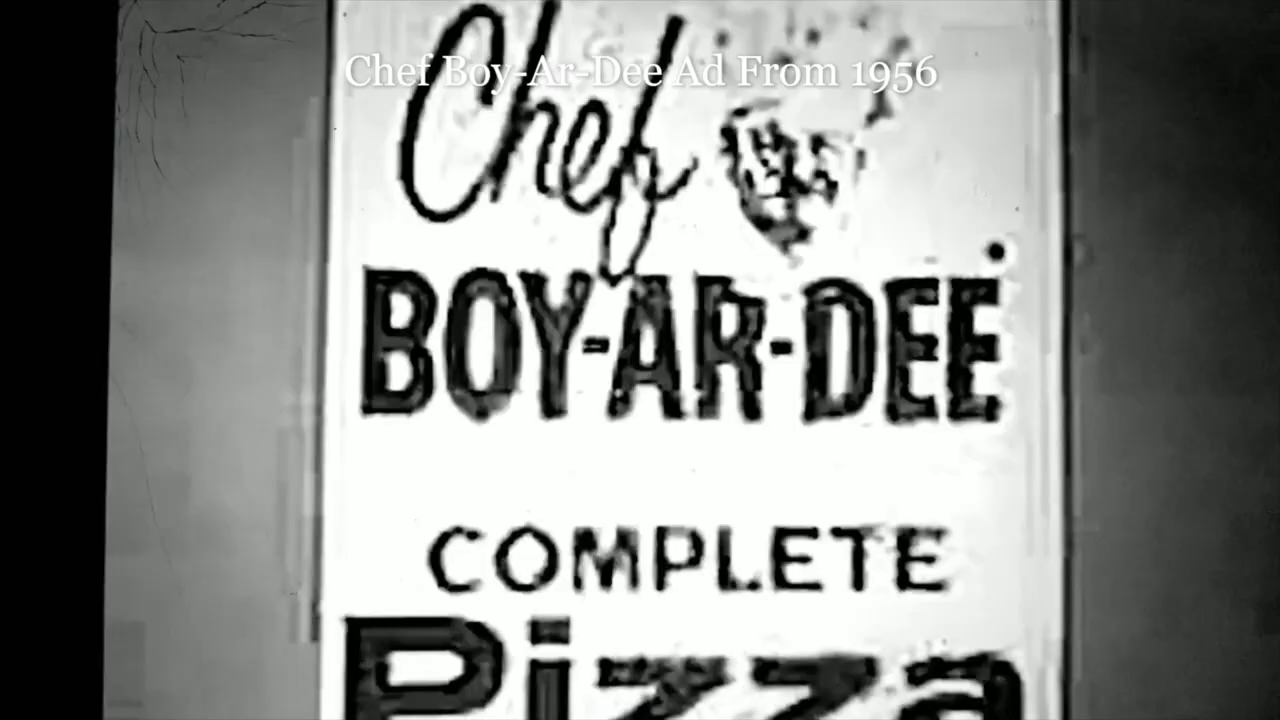 Chef Boy-Ar-Dee Ad From 1956
Chef
BOY-AR-DEE
COMPLETE
Pizza